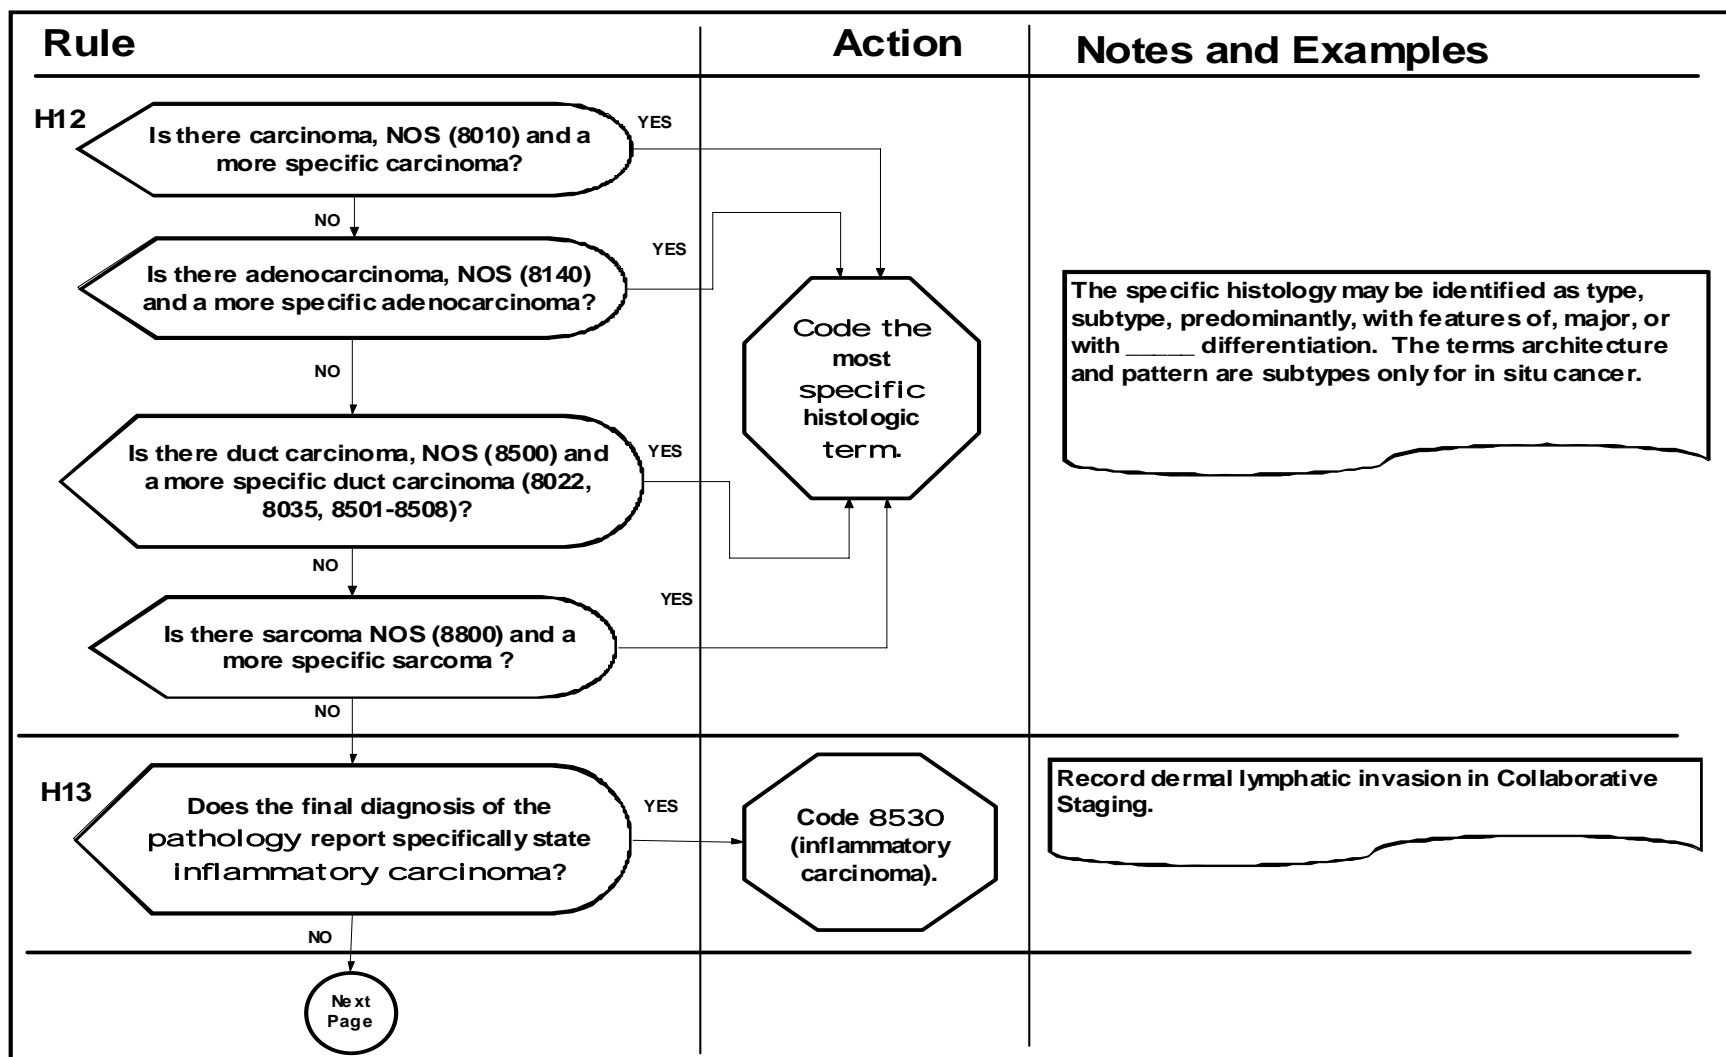 Rule
Action
Notes and Examples
H12
Is there carcinoma, NOS (8010) and a
more specific carcinoma?
YES
NO
Is there adenocarcinoma, NOS (8140)
and a more specific adenocarcinoma?
YES
NO
Is there duct carcinoma, NOS (8500) and
a more specific duct carcinoma (8022,
8035, 8501-8508)?
YES
NO
Is there sarcoma NOS (8800) and a
more specific sarcoma ?
YES
NO
Code the
most
specific
histologic
term.
The specific histology may be identified as type,
subtype, predominantly, with features of, major, or
with _____ differentiation.  The terms architecture
and pattern are subtypes only for in situ cancer.
H13
Does the final diagnosis of the
pathology report specifically state
inflammatory carcinoma?
YES
NO
Code 8530
(inflammatory
carcinoma).
Record dermal lymphatic invasion in Collaborative
Staging.
Next
Page